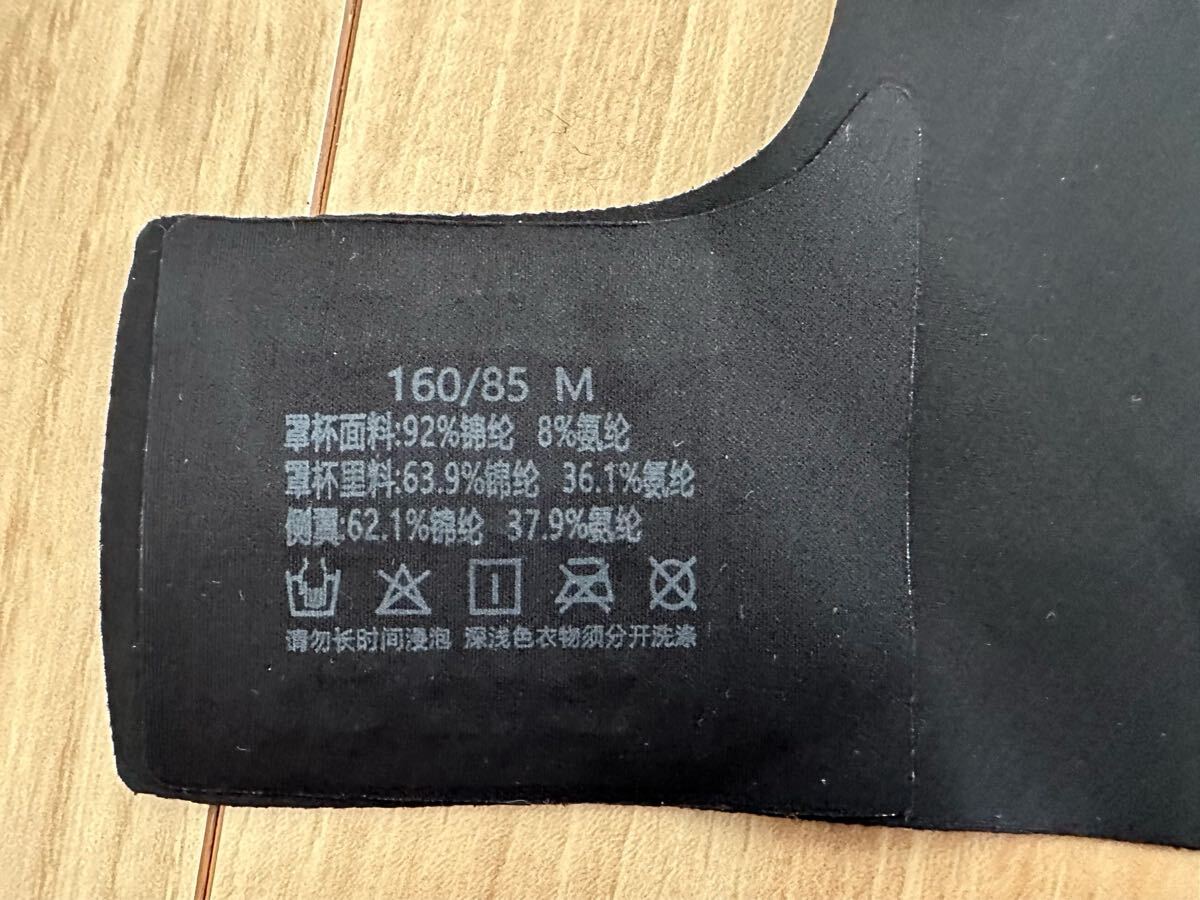 160/85 M
罩杯面料:92%锦纶 8%氨纶
罩杯里料:63.9%锦纶 36.1%氨纶
侧翼:62.1%锦纶 37.9%氨纶
请勿长时间浸泡 深浅色衣物须分开洗涤